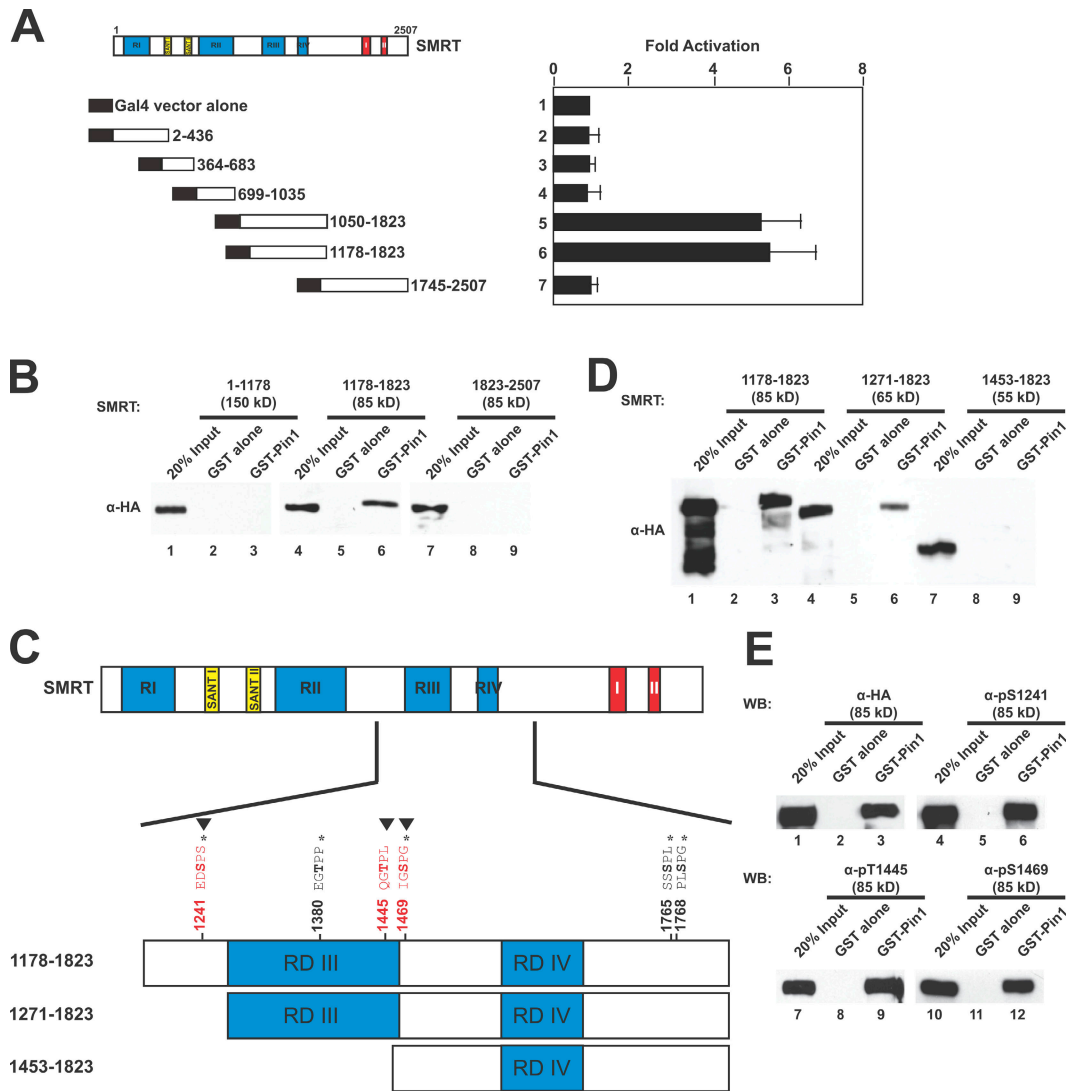 A
1 2507
RI SANT I SANT II RII RIII RIV I II SMRT
Fold Activation
0 2 4 6 8
Gal4 vector alone
2-436
364-683
699-1035
1050-1823
1178-1823
1745-2507
1
2
3
4
5
6
7
B
SMRT:
1-1178 (150 kD)
1178-1823 (85 kD)
1823-2507 (85 kD)
20% Input GST alone GST-Pin1 20% Input GST alone GST-Pin1 20% Input GST alone GST-Pin1
α-HA
1 2 3 4 5 6 7 8 9
D
SMRT:
1178-1823 (85 kD)
1271-1823 (65 kD)
1453-1823 (55 kD)
20% Input GST alone GST-Pin1 20% Input GST alone GST-Pin1 20% Input GST alone GST-Pin1
α-HA
1 2 3 4 5 6 7 8 9
C
SMRT RI SANT I SANT II RII RIII RIV I II
1241 EDSPS *
1380 EGTPP *
1445 QGTPL
1469 IGSPG *
1765 SSSPL *
1768 PLSPG *
1178-1823 RD III RD IV
1271-1823 RD III RD IV
1453-1823 RD IV
E
WB:
α-HA (85 kD)
α-pS1241 (85 kD)
20% Input GST alone GST-Pin1 20% Input GST alone GST-Pin1
1 2 3 4 5 6
WB:
α-pT1445 (85 kD)
α-pS1469 (85 kD)
20% Input GST alone GST-Pin1 20% Input GST alone GST-Pin1
7 8 9 10 11 12